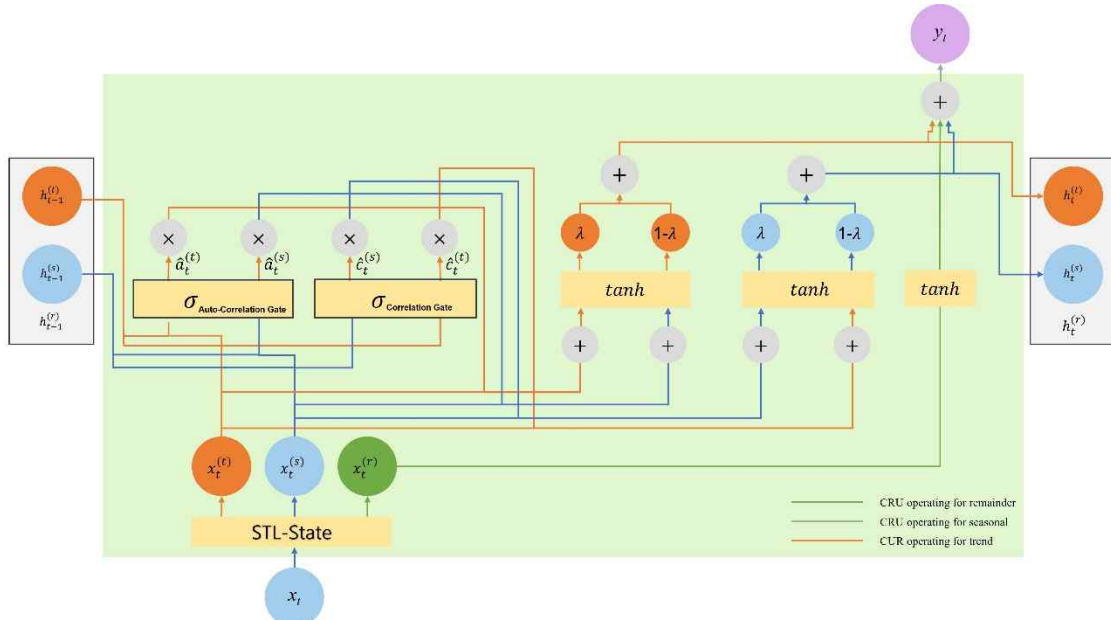 y_t
+
h_{t-1}^{(t)}
h_{t-1}^{(s)}
h_{t-1}^{(r)}
× × × ×
â_t^{(t)} â_t^{(s)} ĉ_t^{(s)} ĉ_t^{(t)}
σ Auto-Correlation Gate
σ Correlation Gate
+ +
λ 1-λ λ 1-λ
tanh tanh tanh
+ + + +
h_t^{(t)}
h_t^{(s)}
h_t^{(r)}
x_t^{(t)} x_t^{(s)} x_t^{(r)}
STL-State
x_t
CRU operating for remainder
CRU operating for seasonal
CUR operating for trend